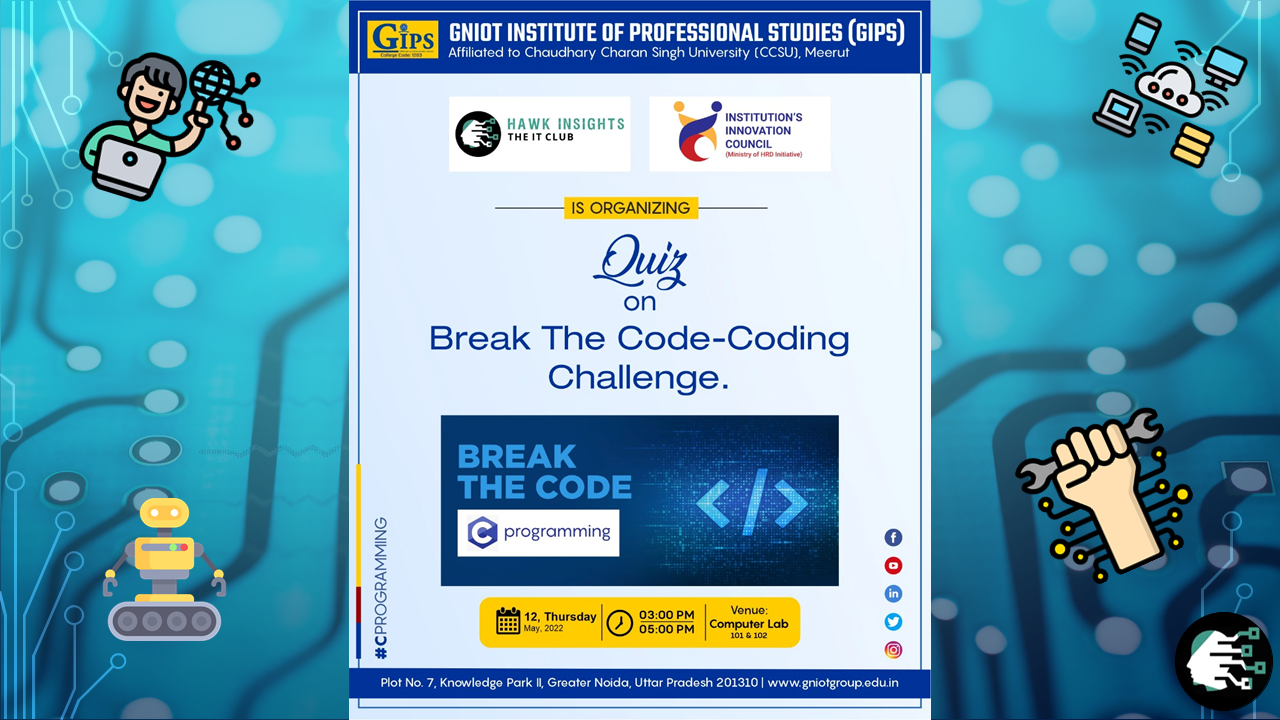 GIPS
College Code: 1093
GNIOT INSTITUTE OF PROFESSIONAL STUDIES (GIPS)
Affiliated to Chaudhary Charan Singh University (CCSU), Meerut
HAWK INSIGHTS
THE IT CLUB
INSTITUTION'S
INNOVATION
COUNCIL
(Ministry of HRD Initiative)
IS ORGANIZING
Quiz
on
Break The Code-Coding
Challenge.
BREAK
THE CODE
</>
C programming
#CPROGRAMMING
12, Thursday
May, 2022
03:00 PM
05:00 PM
Venue:
Computer Lab
101 & 102
Plot No. 7, Knowledge Park II, Greater Noida, Uttar Pradesh 201310 | www.gniotgroup.edu.in